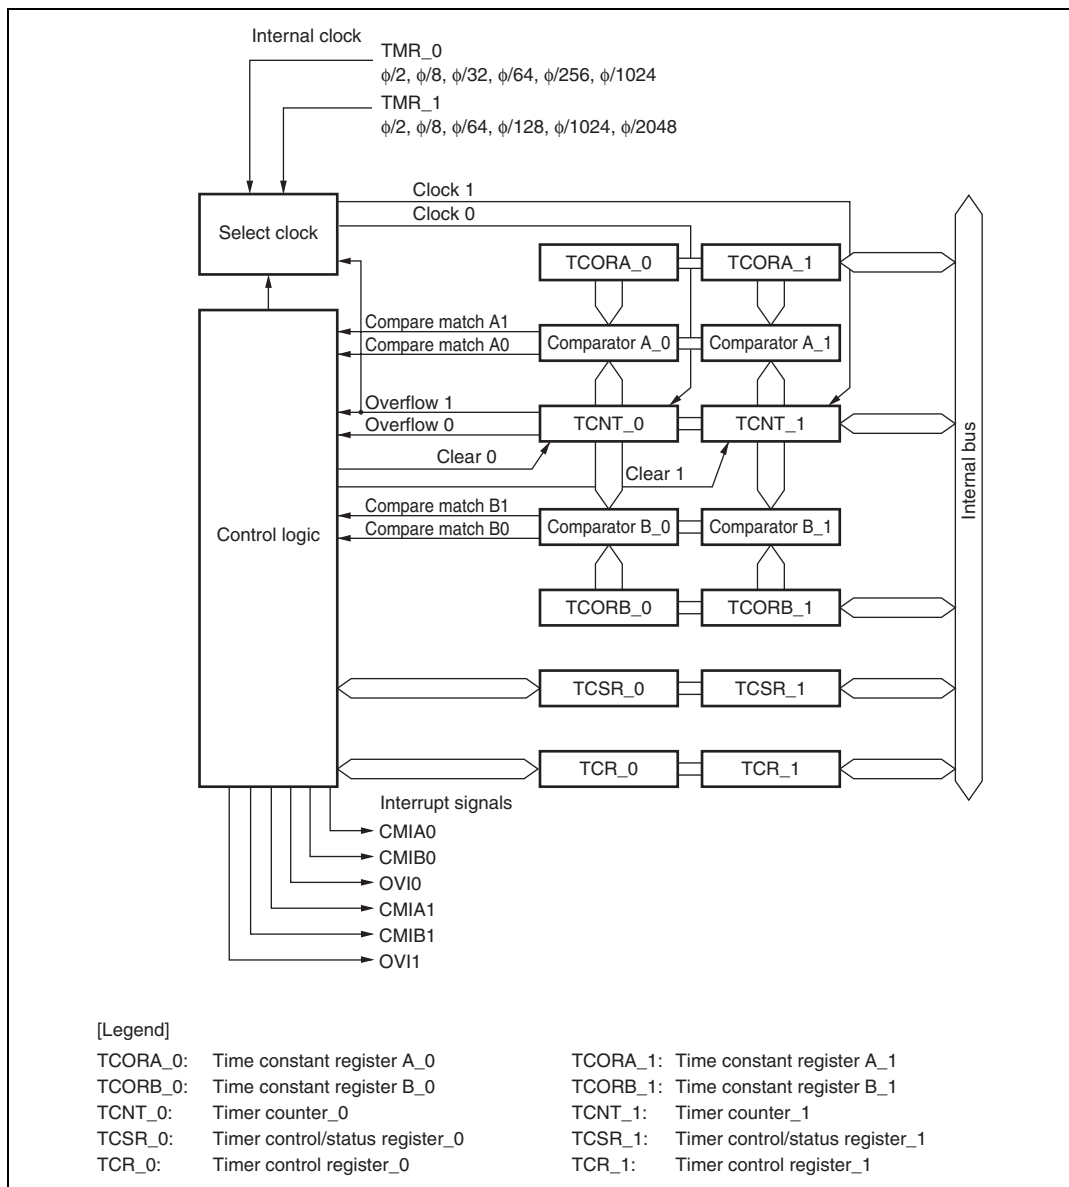 Internal clock
TMR_0
ϕ/2, ϕ/8, ϕ/32, ϕ/64, ϕ/256, ϕ/1024
TMR_1
ϕ/2, ϕ/8, ϕ/64, ϕ/128, ϕ/1024, ϕ/2048
Clock 1
Clock 0
Select clock
TCORA_0
TCORA_1
Compare match A1
Compare match A0
Comparator A_0
Comparator A_1
Overflow 1
Overflow 0
TCNT_0
TCNT_1
Clear 0
Clear 1
Compare match B1
Compare match B0
Comparator B_0
Comparator B_1
Control logic
Internal bus
TCORB_0
TCORB_1
TCSR_0
TCSR_1
TCR_0
TCR_1
Interrupt signals
CMIA0
CMIB0
OVI0
CMIA1
CMIB1
OVI1
[Legend]
TCORA_0: Time constant register A_0
TCORA_1: Time constant register A_1
TCORB_0: Time constant register B_0
TCORB_1: Time constant register B_1
TCNT_0: Timer counter_0
TCNT_1: Timer counter_1
TCSR_0: Timer control/status register_0
TCSR_1: Timer control/status register_1
TCR_0: Timer control register_0
TCR_1: Timer control register_1